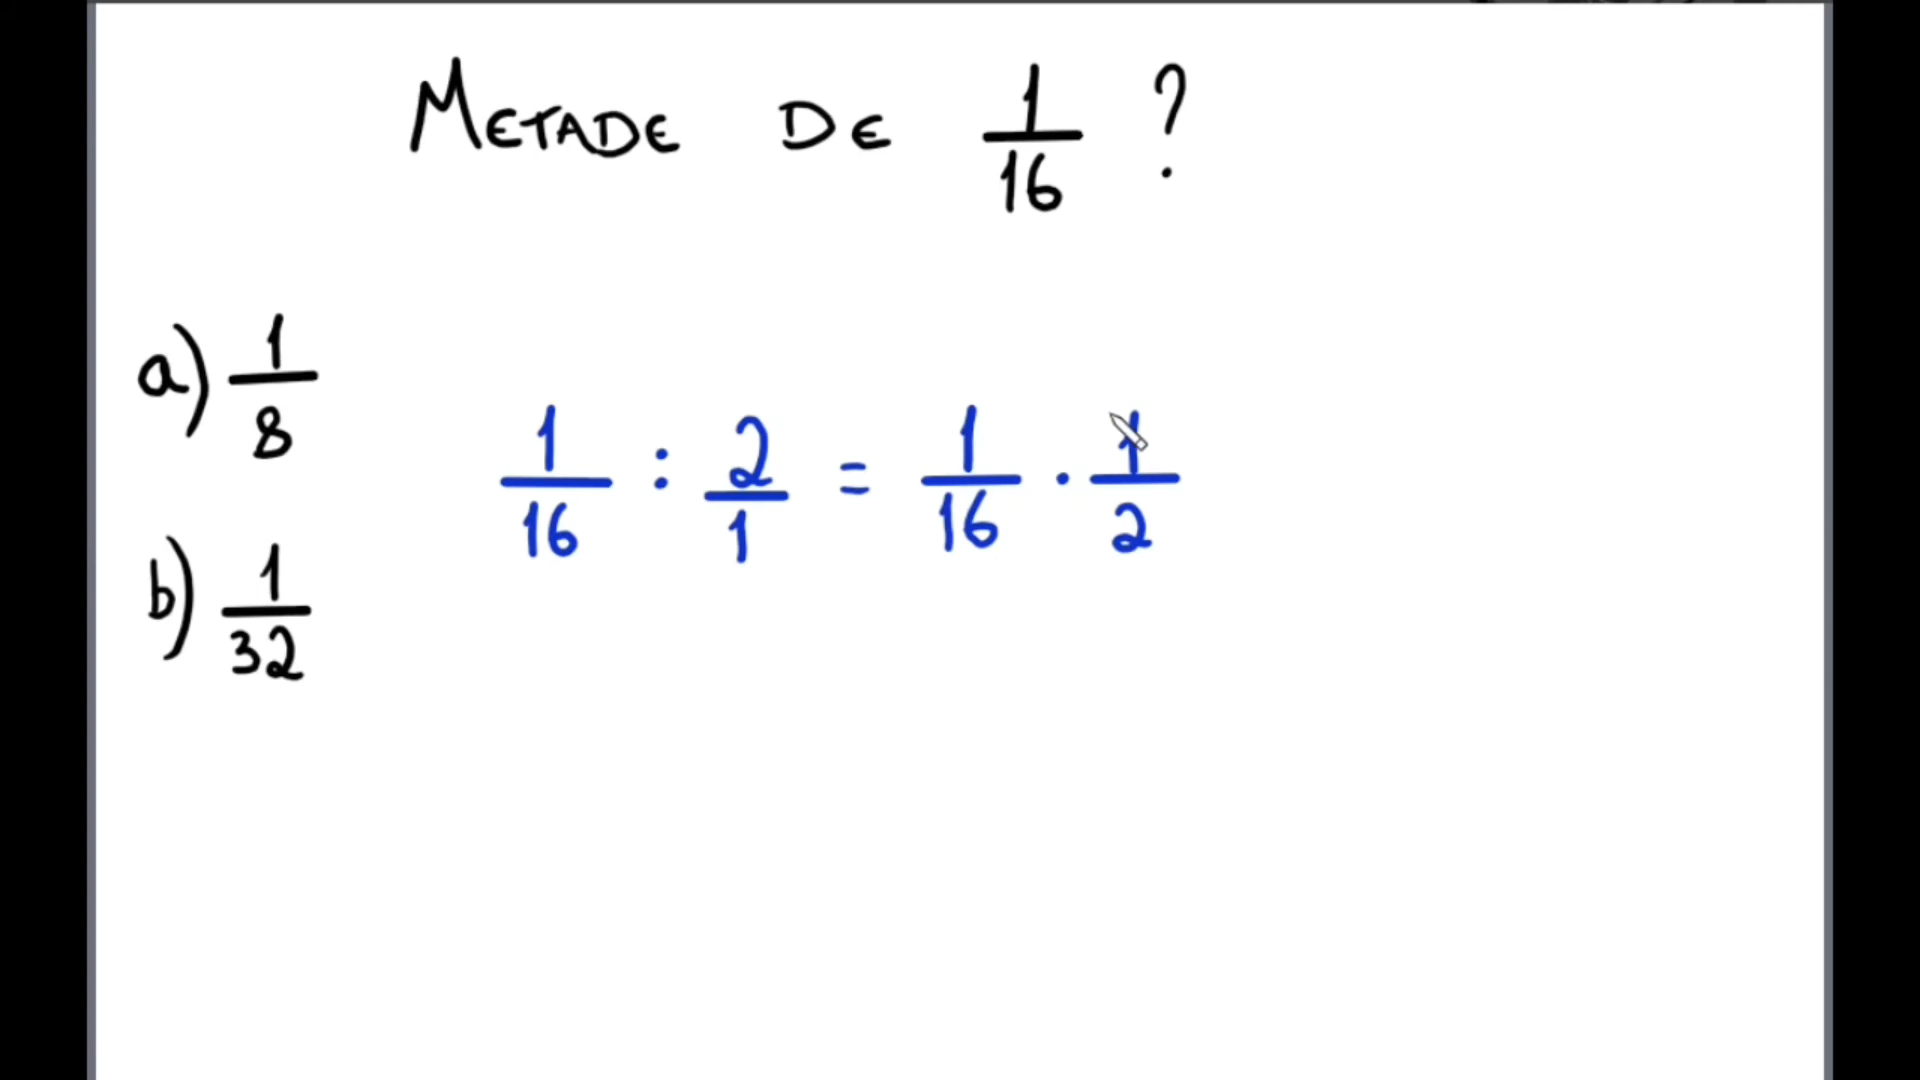 METADE DE 1/16 ?
a) 1/8
1/16 : 2/1 = 1/16 · 1/2
b) 1/32